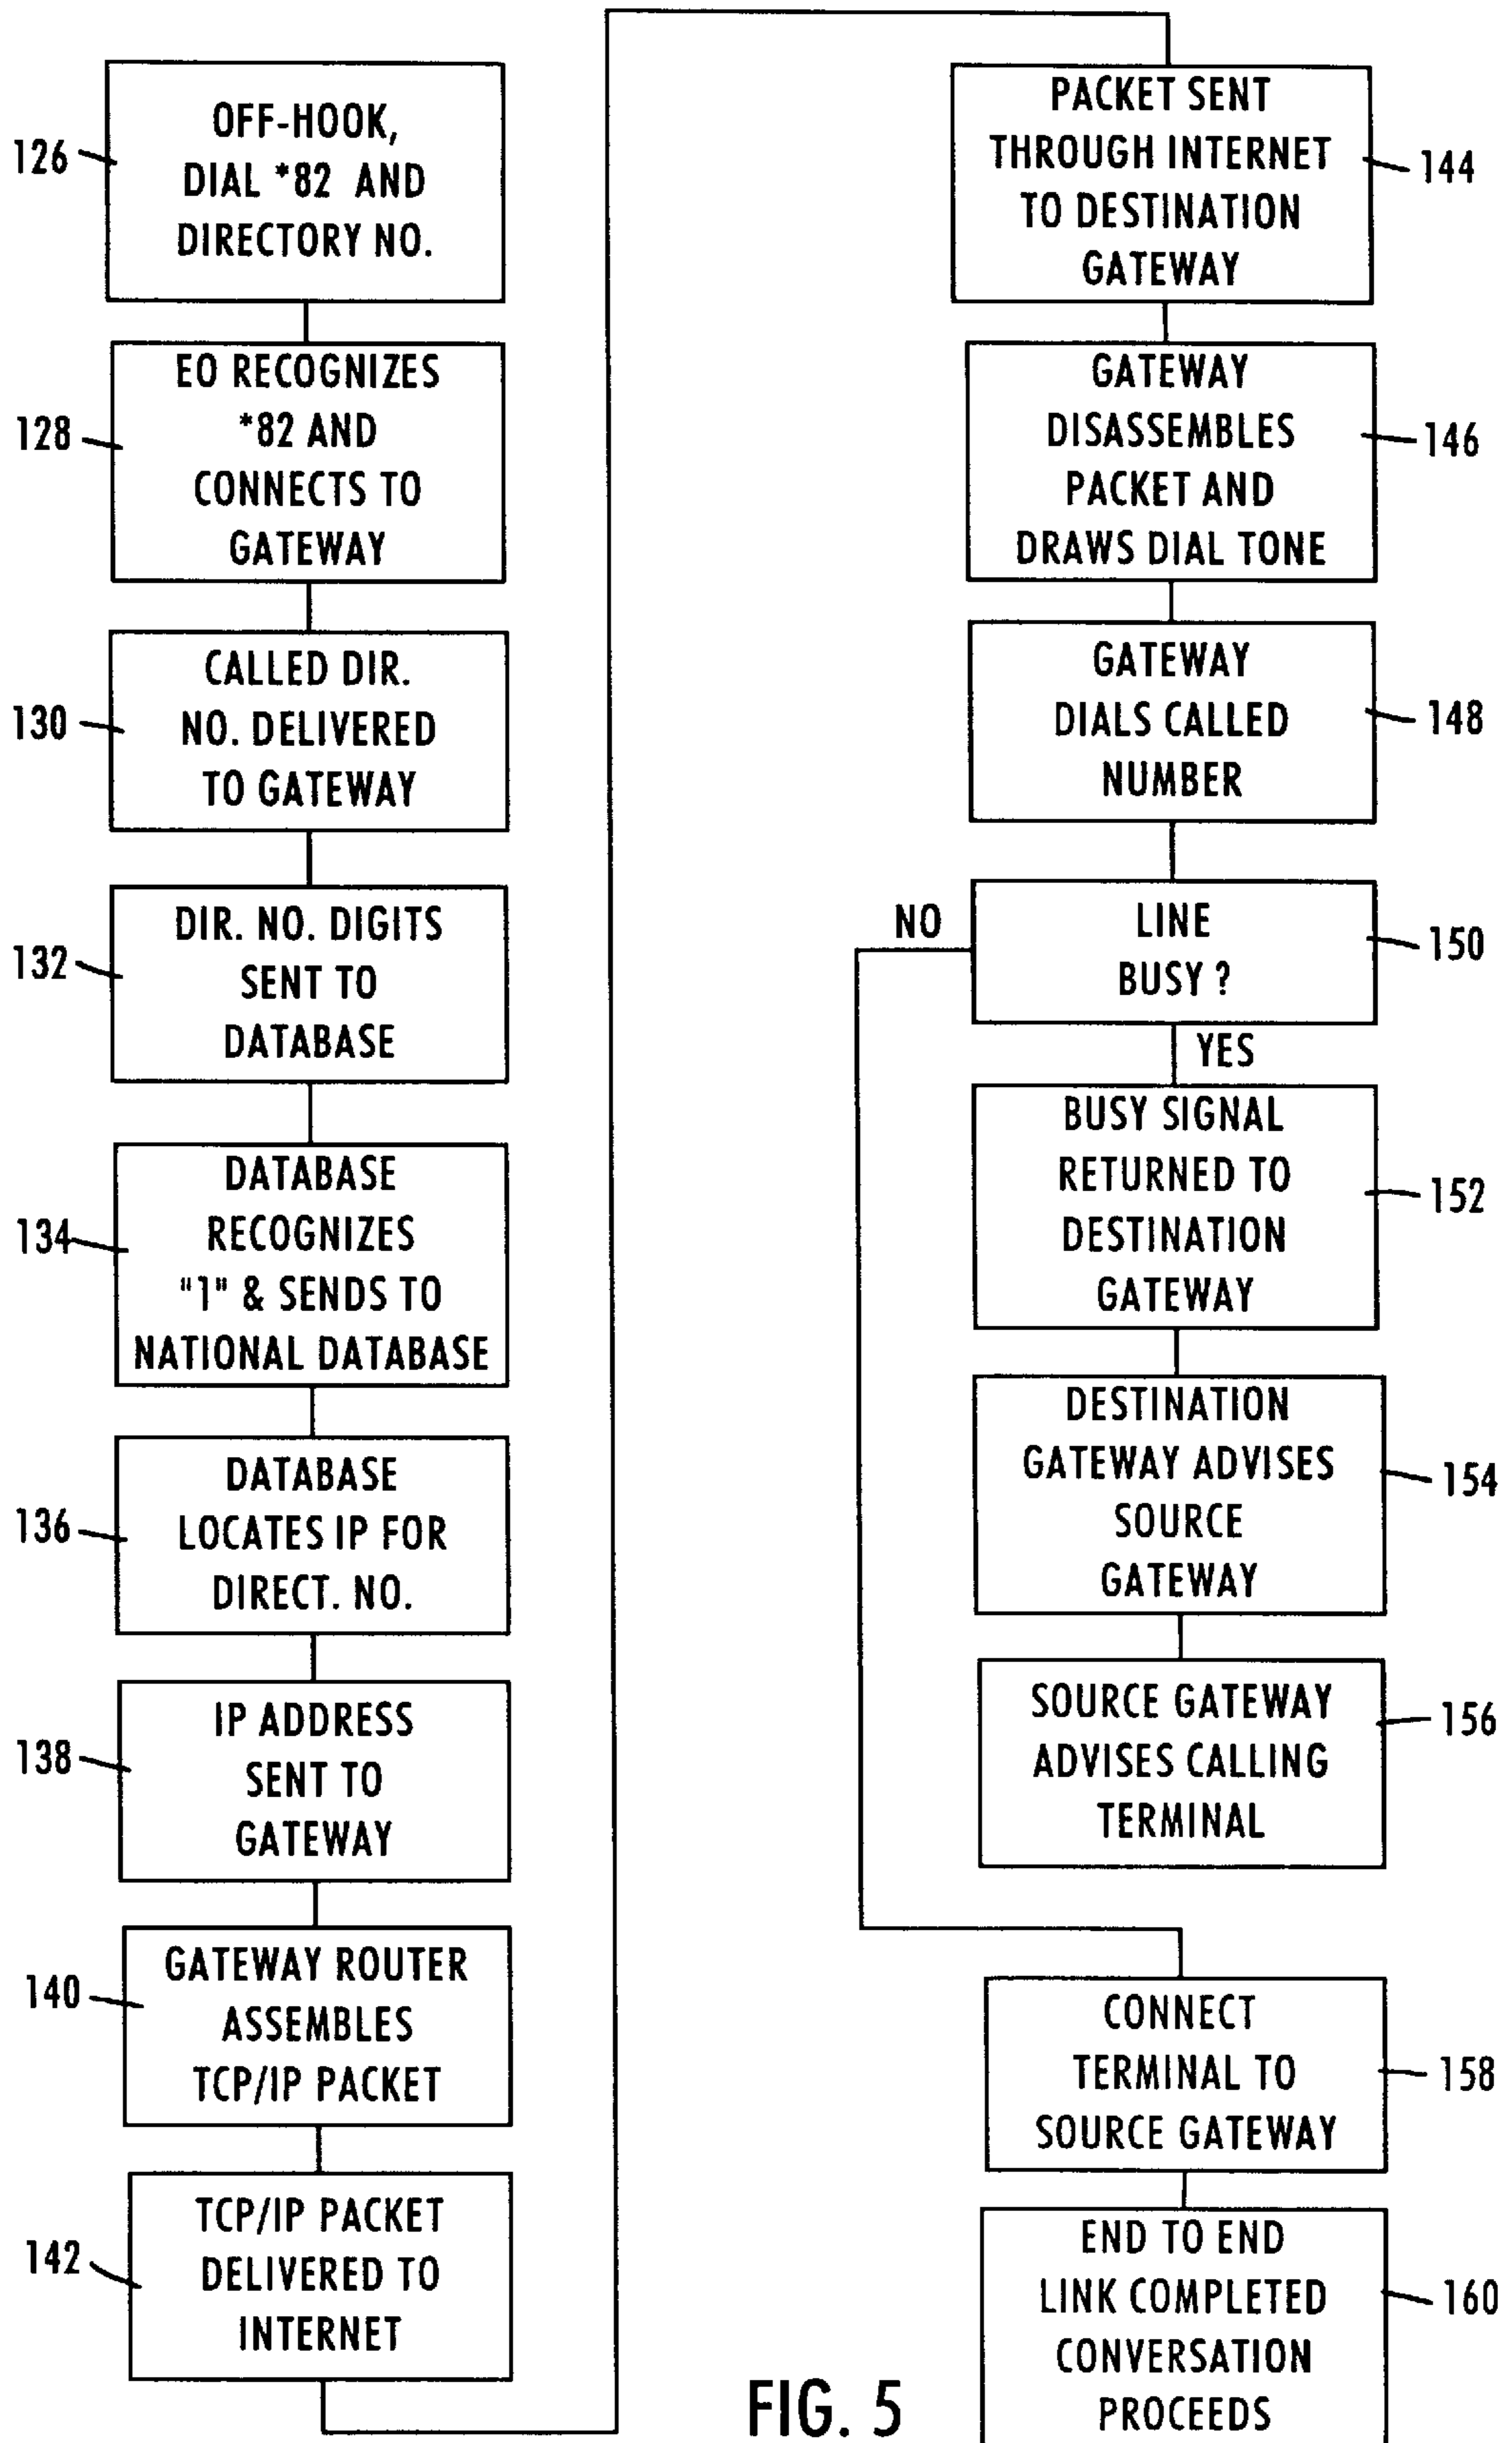 126
OFF-HOOK,
DIAL *82 AND
DIRECTORY NO.
128
EO RECOGNIZES
*82 AND
CONNECTS TO
GATEWAY
130
CALLED DIR.
NO. DELIVERED
TO GATEWAY
132
DIR. NO. DIGITS
SENT TO
DATABASE
134
DATABASE
RECOGNIZES
"1" & SENDS TO
NATIONAL DATABASE
136
DATABASE
LOCATES IP FOR
DIRECT. NO.
138
IP ADDRESS
SENT TO
GATEWAY
140
GATEWAY ROUTER
ASSEMBLES
TCP/IP PACKET
142
TCP/IP PACKET
DELIVERED TO
INTERNET
PACKET SENT
THROUGH INTERNET
TO DESTINATION
GATEWAY
144
GATEWAY
DISASSEMBLES
PACKET AND
DRAWS DIAL TONE
146
GATEWAY
DIALS CALLED
NUMBER
148
NO
LINE
BUSY ?
150
YES
BUSY SIGNAL
RETURNED TO
DESTINATION
GATEWAY
152
DESTINATION
GATEWAY ADVISES
SOURCE
GATEWAY
154
SOURCE GATEWAY
ADVISES CALLING
TERMINAL
156
CONNECT
TERMINAL TO
SOURCE GATEWAY
158
END TO END
LINK COMPLETED
CONVERSATION
PROCEEDS
160
FIG. 5